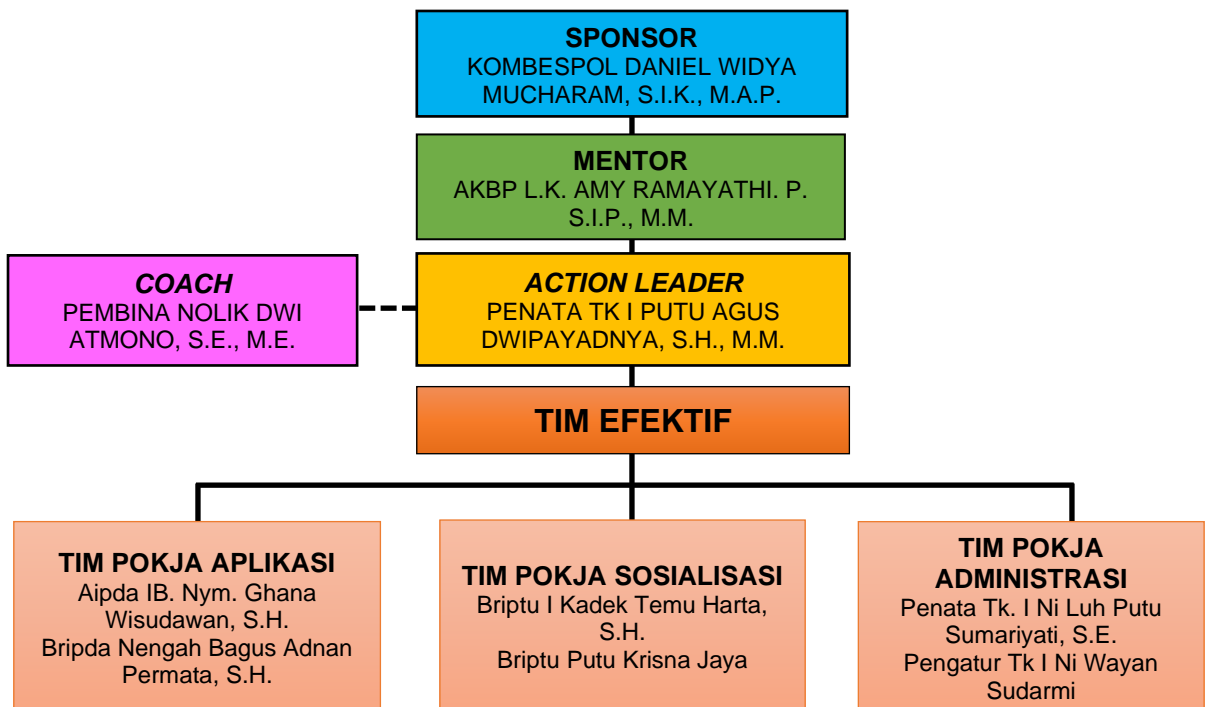 SPONSOR
KOMBESPOL DANIEL WIDYA
MUCHARAM, S.I.K., M.A.P.
MENTOR
AKBP L.K. AMY RAMAYATHI. P.
S.I.P., M.M.
COACH
PEMBINA NOLIK DWI
ATMONO, S.E., M.E.
ACTION LEADER
PENATA TK I PUTU AGUS
DWIPAYADNYA, S.H., M.M.
TIM EFEKTIF
TIM POKJA APLIKASI
Aipda IB. Nym. Ghana
Wisudawan, S.H.
Bripda Nengah Bagus Adnan
Permata, S.H.
TIM POKJA SOSIALISASI
Briptu I Kadek Temu Harta,
S.H.
Briptu Putu Krisna Jaya
TIM POKJA
ADMINISTRASI
Penata Tk. I Ni Luh Putu
Sumariyati, S.E.
Pengatur Tk I Ni Wayan
Sudarmi